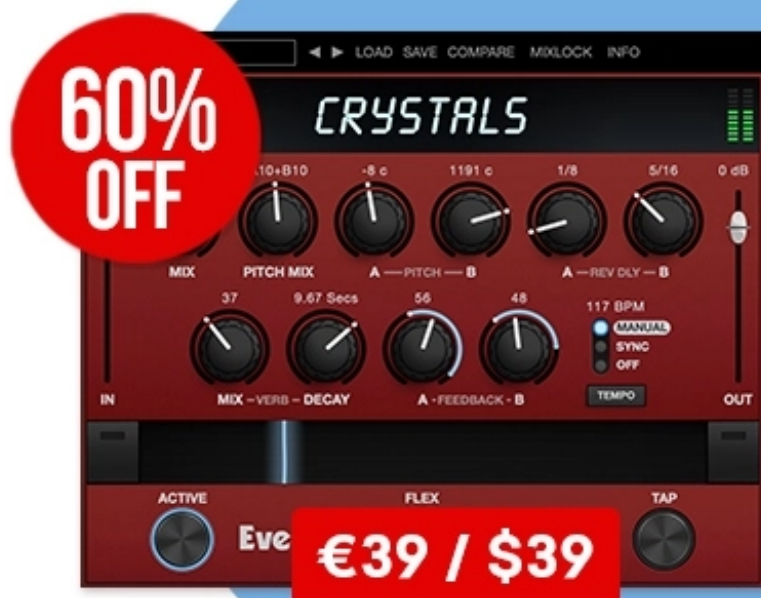 ◄ ► LOAD SAVE COMPARE MIXLOCK INFO
60%
OFF
CRYSTALS
10+B10 -8 c 1191 c 1/8 5/16 0 dB
MIX PITCH MIX A — PITCH — B A — REV DLY — B
37 9.67 Secs 56 48 117 BPM
MANUAL
SYNC
OFF
IN MIX – VERB – DECAY A - FEEDBACK - B TEMPO OUT
ACTIVE FLEX TAP
Eve
€39 / $39